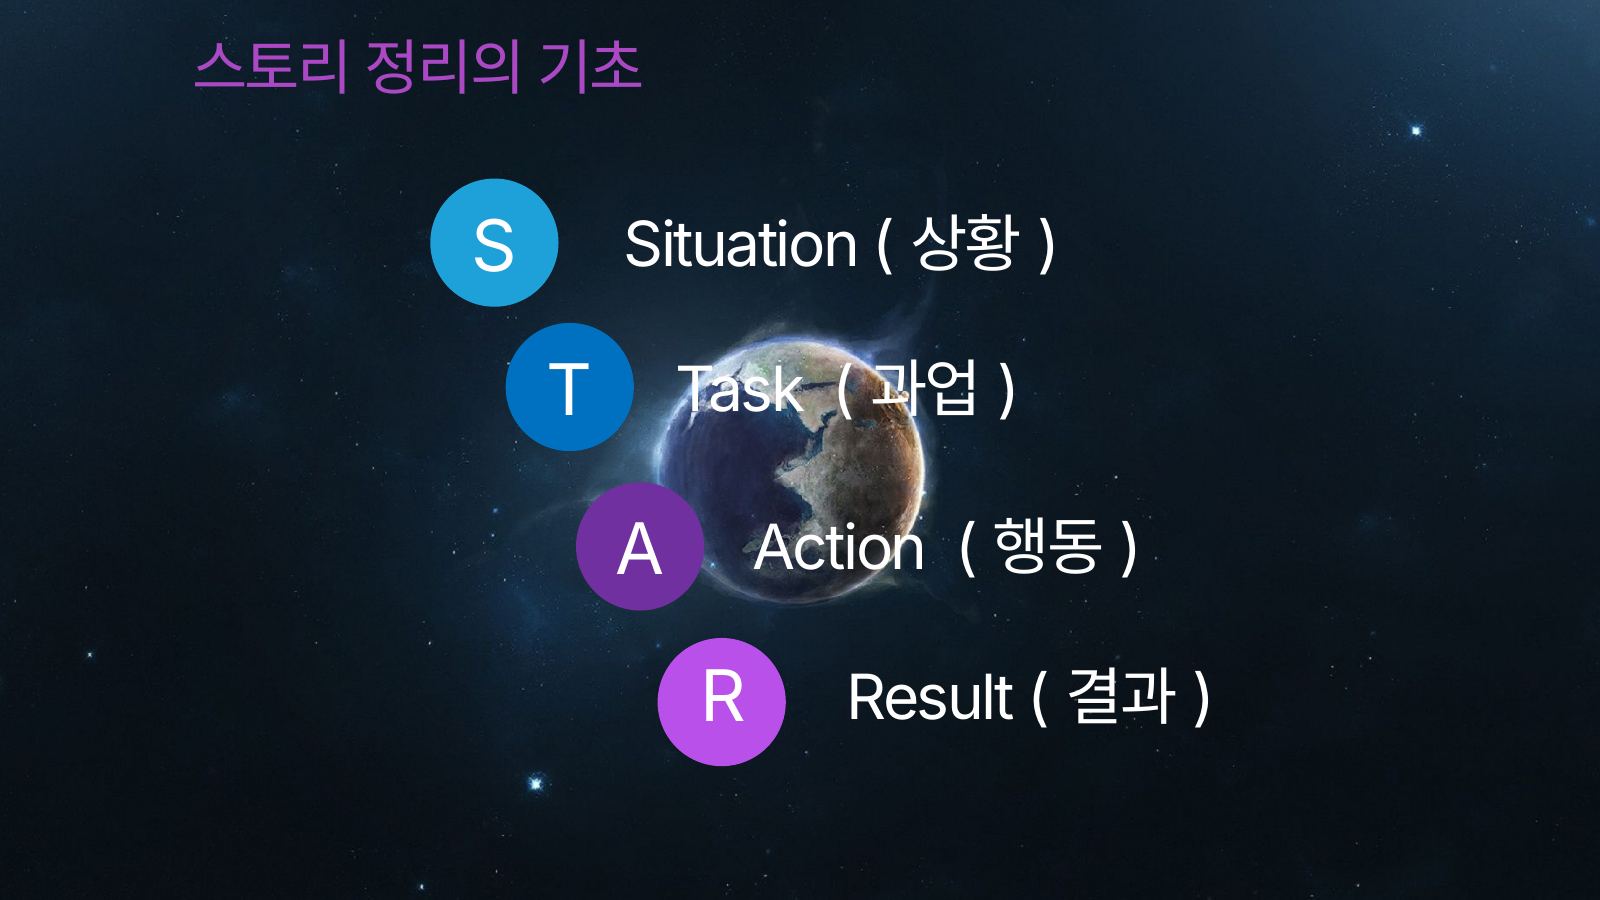 스토리 정리의 기초
S Situation ( 상황 )
T Task ( 과업 )
A Action ( 행동 )
R Result ( 결과 )